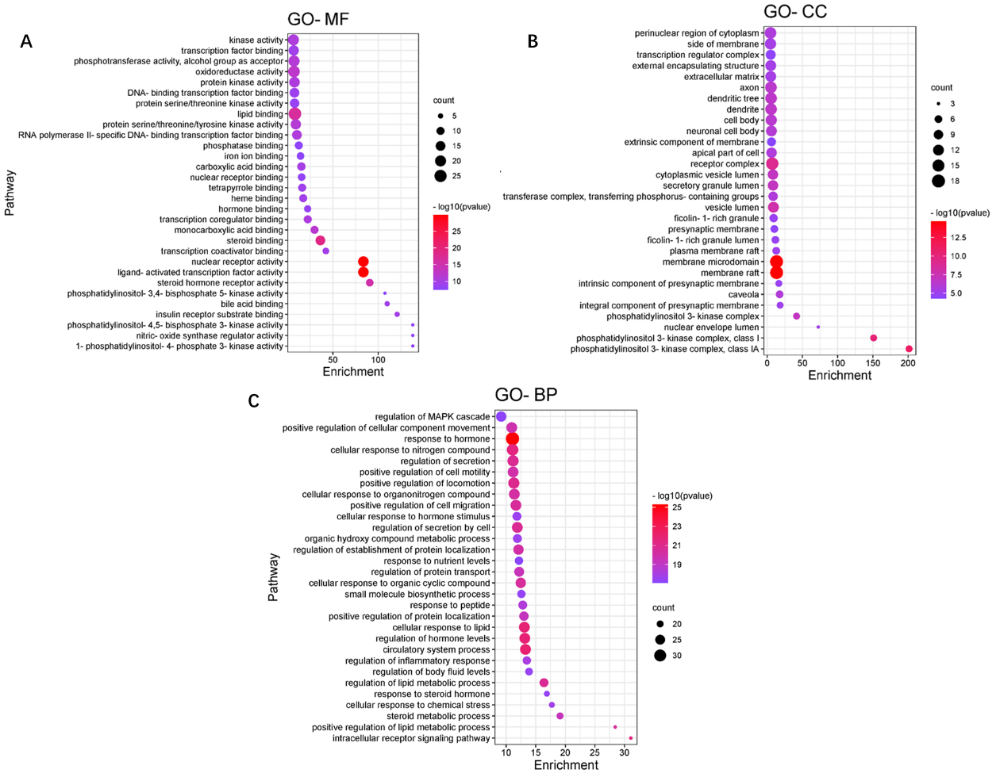 GO- MF
A
kinase activity
transcription factor binding
phosphotransferase activity, alcohol group as acceptor
oxidoreductase activity
protein kinase activity
DNA- binding transcription factor binding
protein serine/threonine kinase activity
lipid binding
protein serine/threonine/tyrosine kinase activity
RNA polymerase II- specific DNA- binding transcription factor binding
phosphatase binding
iron ion binding
carboxylic acid binding
nuclear receptor binding
tetrapyrrole binding
heme binding
hormone binding
transcription coregulator binding
monocarboxylic acid binding
steroid binding
transcription coactivator binding
nuclear receptor activity
ligand- activated transcription factor activity
steroid hormone receptor activity
phosphatidylinositol- 3,4- bisphosphate 5- kinase activity
bile acid binding
insulin receptor substrate binding
phosphatidylinositol- 4,5- bisphosphate 3- kinase activity
nitric- oxide synthase regulator activity
1- phosphatidylinositol- 4- phosphate 3- kinase activity
Pathway
50 100
Enrichment
count
5
10
15
20
25
- log10(pvalue)
25
20
15
10
GO- CC
B
perinuclear region of cytoplasm
side of membrane
transcription regulator complex
external encapsulating structure
extracellular matrix
axon
dendritic tree
dendrite
cell body
neuronal cell body
extrinsic component of membrane
apical part of cell
receptor complex
cytoplasmic vesicle lumen
secretory granule lumen
transferase complex, transferring phosphorus- containing groups
vesicle lumen
ficolin- 1- rich granule
presynaptic membrane
ficolin- 1- rich granule lumen
plasma membrane raft
membrane microdomain
membrane raft
intrinsic component of presynaptic membrane
caveola
integral component of presynaptic membrane
phosphatidylinositol 3- kinase complex
nuclear envelope lumen
phosphatidylinositol 3- kinase complex, class I
phosphatidylinositol 3- kinase complex, class IA
0 50 100 150 200
Enrichment
count
3
6
9
12
15
18
- log10(pvalue)
12.5
10.0
7.5
5.0
GO- BP
C
regulation of MAPK cascade
positive regulation of cellular component movement
response to hormone
cellular response to nitrogen compound
regulation of secretion
positive regulation of cell motility
positive regulation of locomotion
cellular response to organonitrogen compound
positive regulation of cell migration
cellular response to hormone stimulus
regulation of secretion by cell
organic hydroxy compound metabolic process
regulation of establishment of protein localization
response to nutrient levels
regulation of protein transport
cellular response to organic cyclic compound
small molecule biosynthetic process
response to peptide
positive regulation of protein localization
cellular response to lipid
regulation of hormone levels
circulatory system process
regulation of inflammatory response
regulation of body fluid levels
regulation of lipid metabolic process
response to steroid hormone
cellular response to chemical stress
steroid metabolic process
positive regulation of lipid metabolic process
intracellular receptor signaling pathway
Pathway
10 15 20 25 30
Enrichment
- log10(pvalue)
25
23
21
19
count
20
25
30